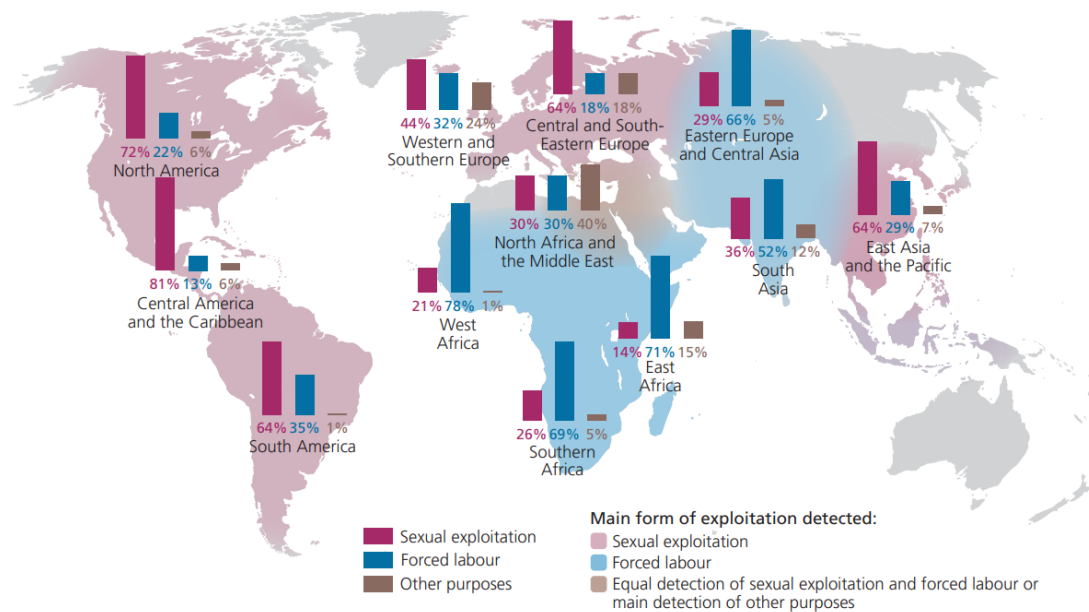 72% 22% 6%
North America
81% 13% 6%
Central America
and the Caribbean
64% 35% 1%
South America
44% 32% 24%
Western and
Southern Europe
64% 18% 18%
Central and South-
Eastern Europe
29% 66% 5%
Eastern Europe
and Central Asia
30% 30% 40%
North Africa and
the Middle East
21% 78% 1%
West
Africa
14% 71% 15%
East
Africa
26% 69% 5%
Southern
Africa
36% 52% 12%
South
Asia
64% 29% 7%
East Asia
and the Pacific
Sexual exploitation
Forced labour
Other purposes
Main form of exploitation detected:
Sexual exploitation
Forced labour
Equal detection of sexual exploitation and forced labour or
main detection of other purposes